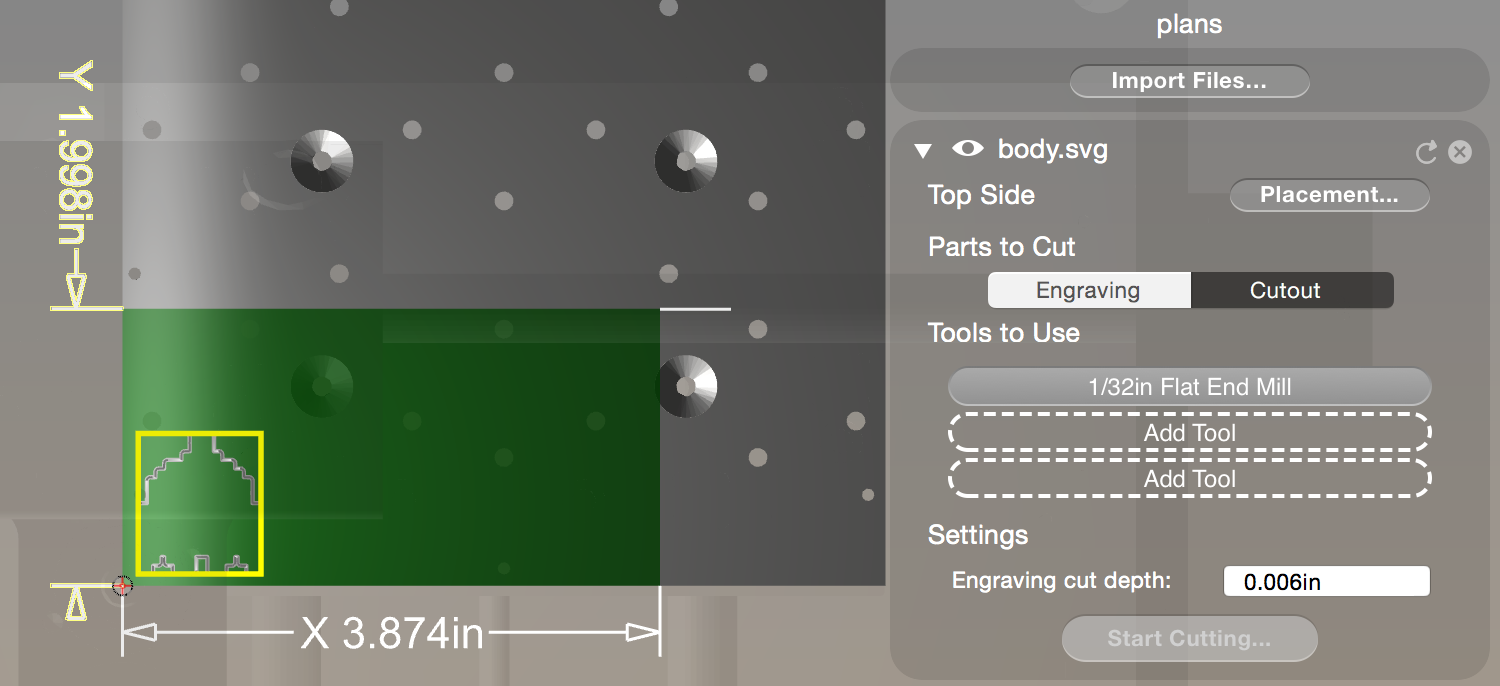 plans
Import Files...
body.svg
Top Side
Placement...
Parts to Cut
Engraving
Cutout
Tools to Use
1/32in Flat End Mill
Add Tool
Add Tool
Settings
Engraving cut depth:
0.006in
Start Cutting...
Y 1.998in
X 3.874in